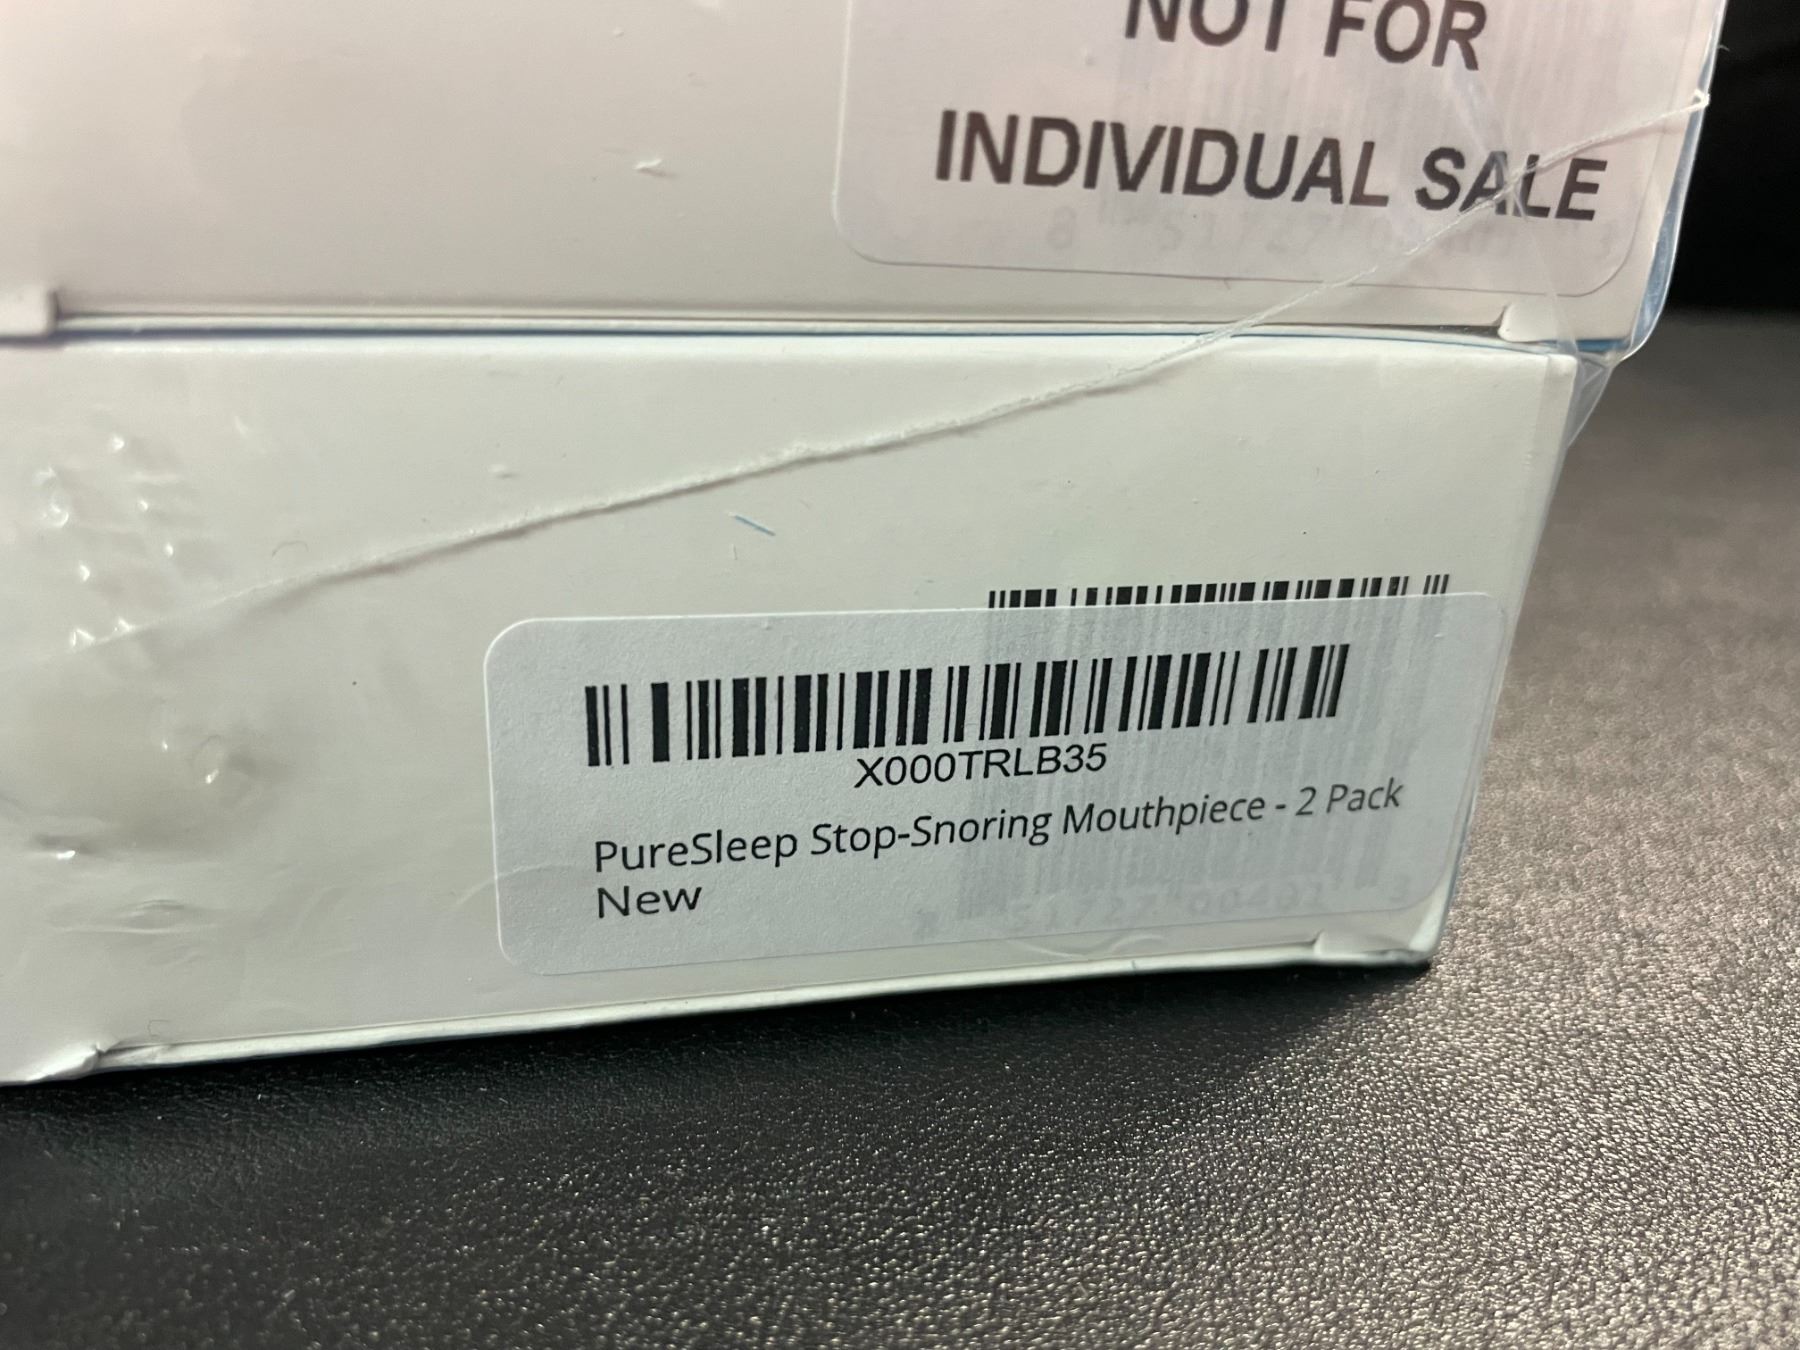 NOT FOR
INDIVIDUAL SALE
X000TRLB35
PureSleep Stop-Snoring Mouthpiece - 2 Pack
New